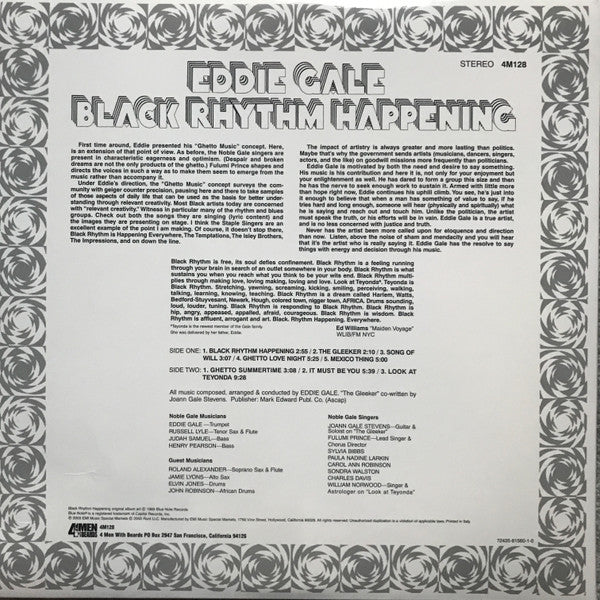 STEREO 4M128
EDDIE GALE
BLACK RHYTHM HAPPENING
First time around, Eddie presented his "Ghetto Music" concept. Here,
is an extension of that point of view. As before, the Noble Gale singers are
present in characteristic eagerness and optimism. (Despair and broken
dreams are not the only products of the ghetto.) Fulumi Prince shapes and
directs the voices in such a way as to make them seem to emerge from the
music rather than accompany it.
Under Eddie's direction, the "Ghetto Music" concept surveys the com-
munity with geiger counter precision, pausing here and there to take samples
of those aspects of daily life that can be used as the basis for better under-
standing through relevant creativity. Most Black artists today are concerned
with "relevant creativity." Witness in particular many of the rhythm and blues
groups. Check out both the songs they are singing (lyric content) and
the images they are presenting on stage. I think the Staple Singers are an
excellent example of the point I am making. Of course, it doesn't stop there,
Black Rhythm is Happening Everywhere, The Temptations, The Isley Brothers,
The Impressions, and on down the line.
The impact of artistry is always greater and more lasting than politics.
Maybe that's why the government sends artists (musicians, dancers, singers,
actors, and the like) on goodwill missions more frequently than politicians.
Eddie Gale is motivated by both the need and desire to say something.
His music is his contribution and here it is, not only for your enjoyment but
your enlightenment as well. He has dared to form a group this size and then
he has the nerve to seek enough work to sustain it. Armed with little more
than hope right now, Eddie continues his uphill climb. You see, he's just into
it enough to believe that when a man has something of value to say, if he
tries hard and long enough, someone will hear (physically and spiritually) what
he is saying and reach out and touch him. Unlike the politician, the artist
must speak the truth, or his efforts will be in vain. Eddie Gale is a true artist,
and is no less concerned with justice and truth.
Never has the artist been more called upon for eloquence and direction
than now. Listen, above the noise of sham and mendacity and you will hear
that it's the artist who is really saying it. Eddie Gale has the resolve to say
things with energy and decision through his music.
Black Rhythm is free, its soul defies confinement. Black Rhythm is a feeling running
through your brain in search of an outlet somewhere in your body. Black Rhythm is what
sustains you when you reach what you think to be your wits end. Black Rhythm multi-
plies through making love, loving making, loving and love. Look at Teyonda*. Teyonda is
Black Rhythm. Stretching, yawning, screaming, kicking, smiling, perceiving, walking,
talking, learning, knowing, teaching. Black Rhythm is a dream called Harlem, Watts,
Bedford-Stuyvesant, Newark, Hough, colored town, nigger town, AFRICA. Drums sounding,
loud, louder, tuning. Black Rhythm is responding to Black Rhythm. Black Rhythm is
hip, angry, appeased, appalled, afraid, courageous. Black Rhythm is wisdom. Black
Rhythm is affluent, arrogant and art. Black Rhythm Happening. Everywhere.
*Teyonda is the newest member of the Gale family.
She was delivered by her father, Eddie.
Ed Williams "Maiden Voyage"
WLIB/FM NYC
SIDE ONE: 1. BLACK RHYTHM HAPPENING 2:55 / 2. THE GLEEKER 2:10 / 3. SONG OF
WILL 3:07 / 4. GHETTO LOVE NIGHT 5:25 / 5. MEXICO THING 5:00
SIDE TWO: 1. GHETTO SUMMERTIME 3:08 / 2. IT MUST BE YOU 5:39 / 3. LOOK AT
TEYONDA 9:28
All music composed, arranged & conducted by EDDIE GALE. "The Gleeker" co-written by
Joann Gale Stevens. Publisher: Mark Edward Publ. Co. (Ascap)
Noble Gale Musicians
EDDIE GALE—Trumpet
RUSSELL LYLE—Tenor Sax & Flute
JUDAH SAMUEL—Bass
HENRY PEARSON—Bass
Guest Musicians
ROLAND ALEXANDER—Soprano Sax & Flute
JAMIE LYONS—Alto Sax
ELVIN JONES—Drums
JOHN ROBINSON—African Drums
Noble Gale Singers
JOANN GALE STEVENS—Guitar &
Soloist on "The Gleeker"
FULUMI PRINCE—Lead Singer &
Chorus Director
SYLVIA BIBBS
PAULA NADINE LARKIN
CAROL ANN ROBINSON
SONDRA WALSTON
CHARLES DAVIS
WILLIAM NORWOOD—Singer &
Astrologer on "Look at Teyonda"
Black Rhythm Happening original album art © 1969 Blue Note Records
Blue Note® is a registered trademark of Capitol Records, Inc.
4 MEN WITH BEARDS
4M128
4 Men With Beards PO Box 2947 San Francisco, California 94126
72435-81560-1-0